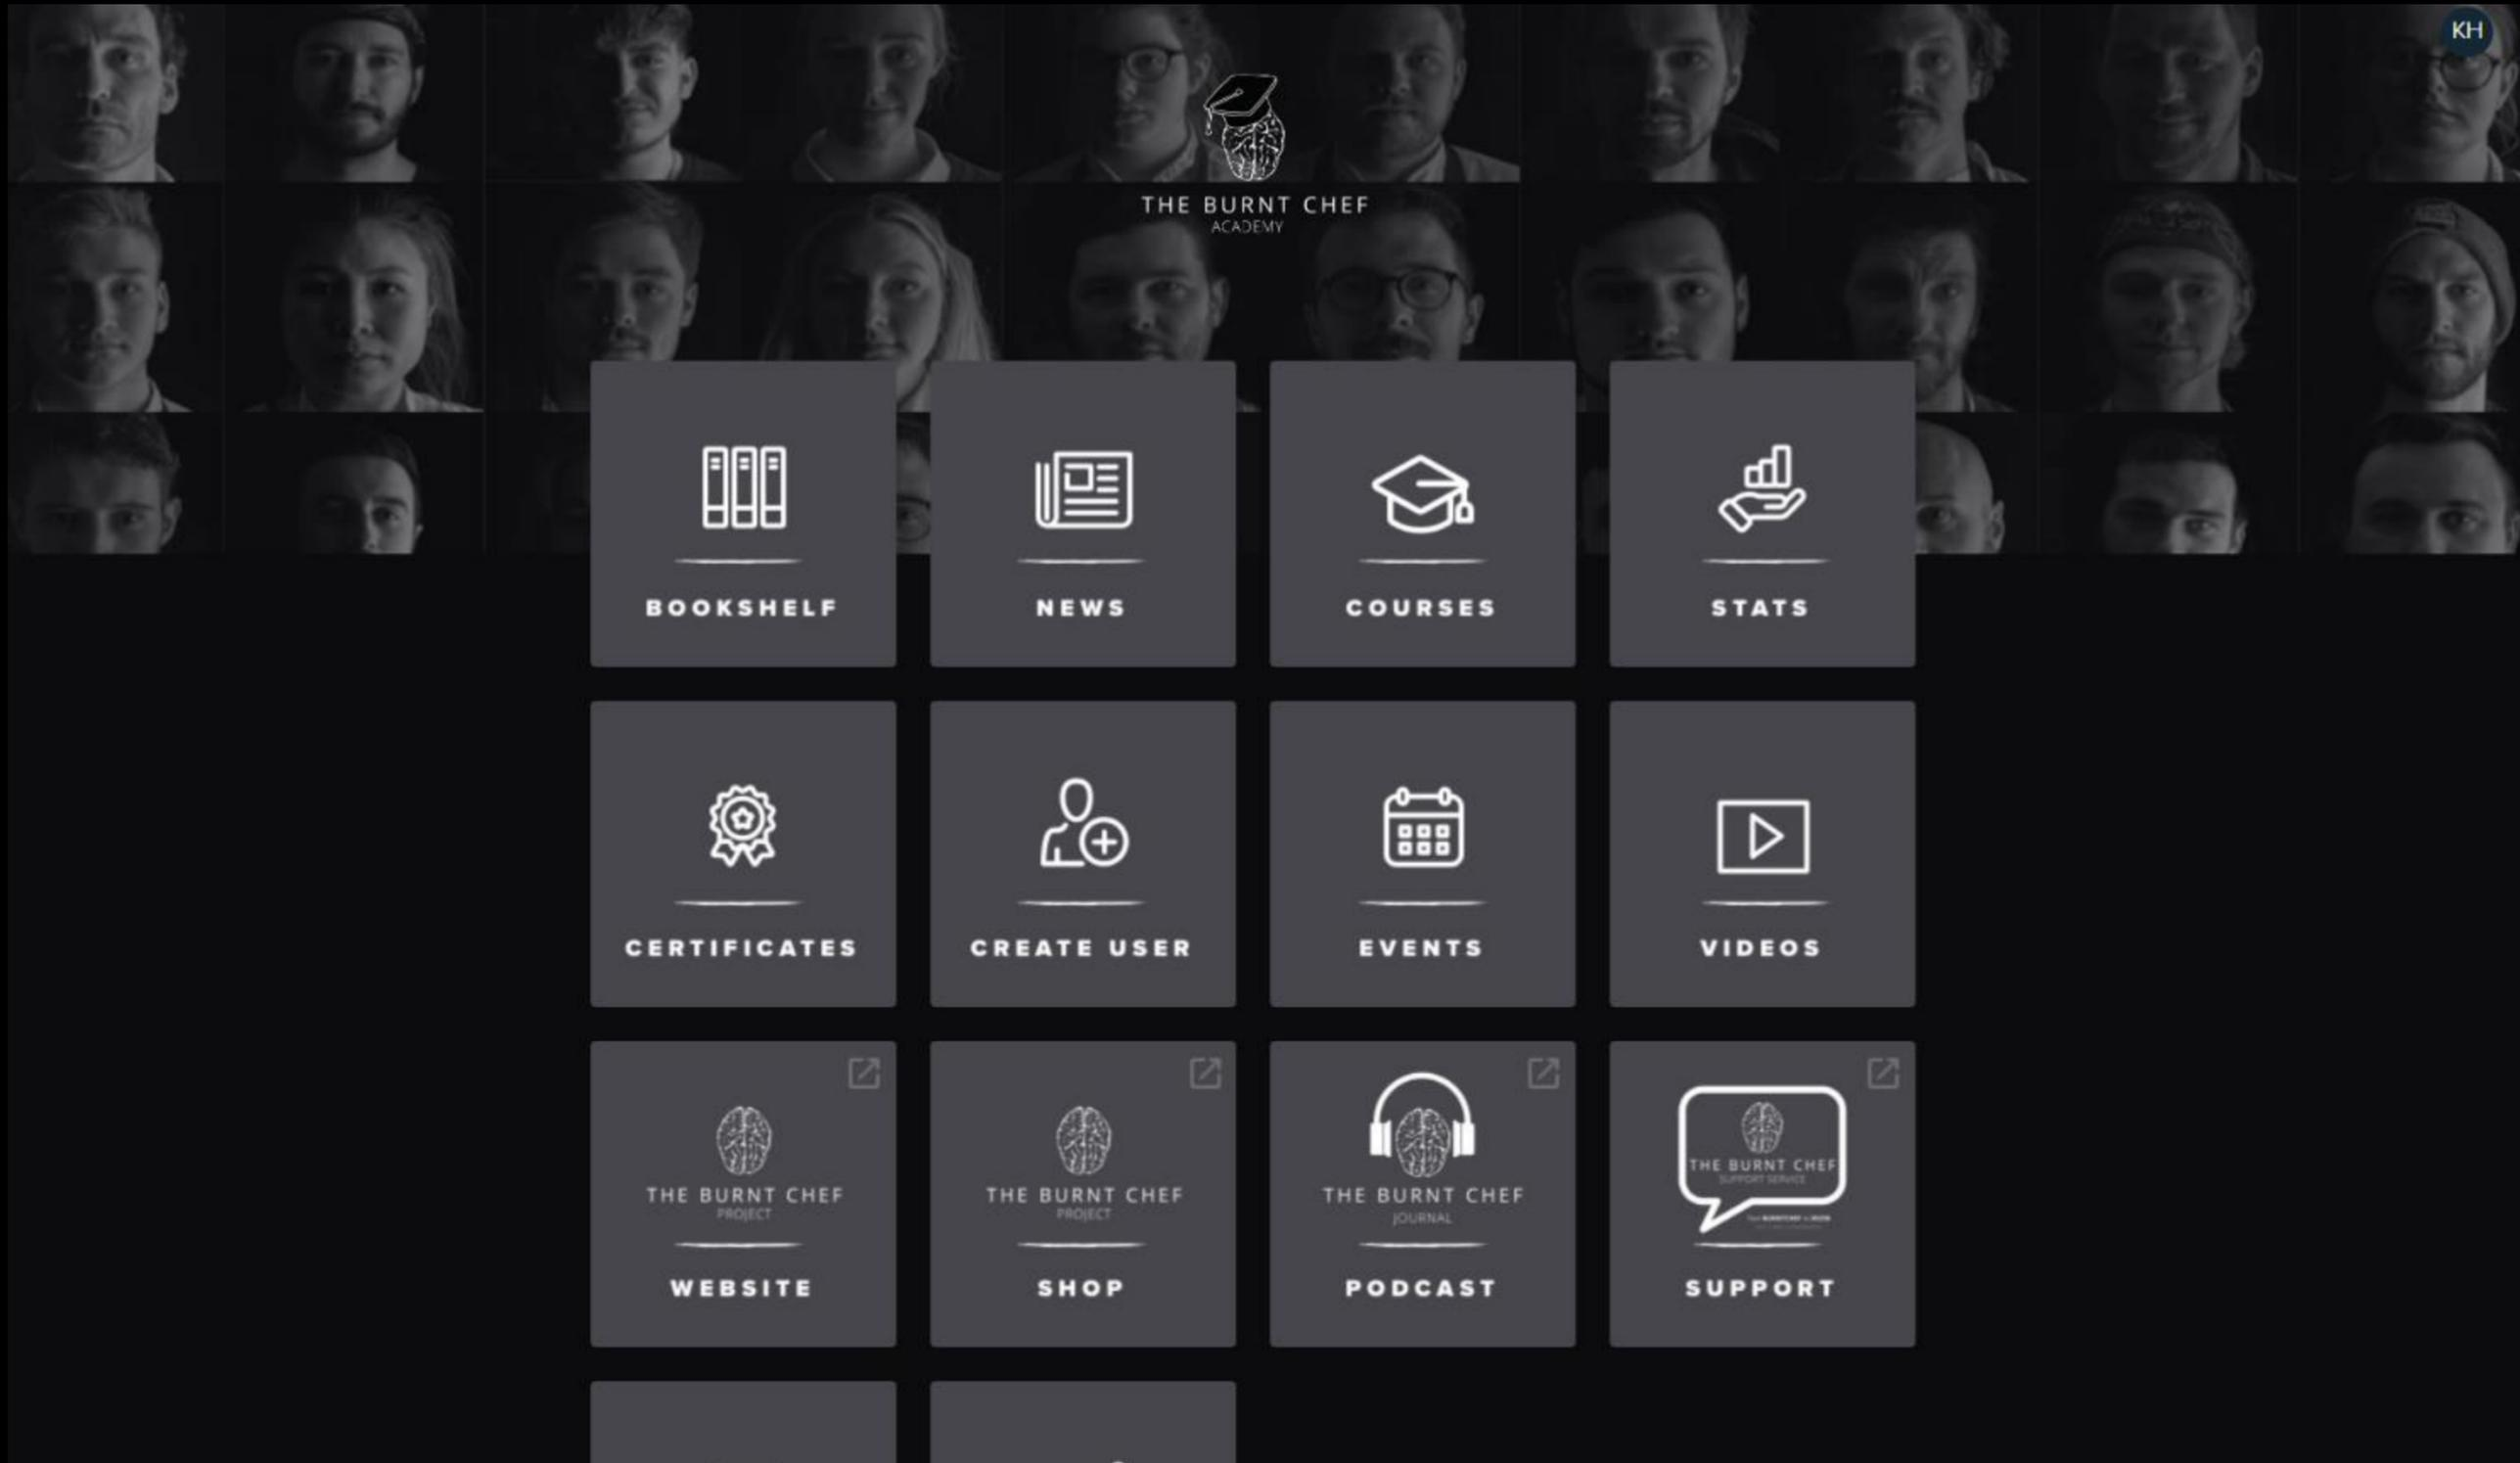 KH
THE BURNT CHEF
ACADEMY
BOOKSHELF
NEWS
COURSES
STATS
CERTIFICATES
CREATE USER
EVENTS
VIDEOS
THE BURNT CHEF
PROJECT
WEBSITE
THE BURNT CHEF
PROJECT
SHOP
THE BURNT CHEF
JOURNAL
PODCAST
THE BURNT CHEF
SUPPORT SERVICE
SUPPORT